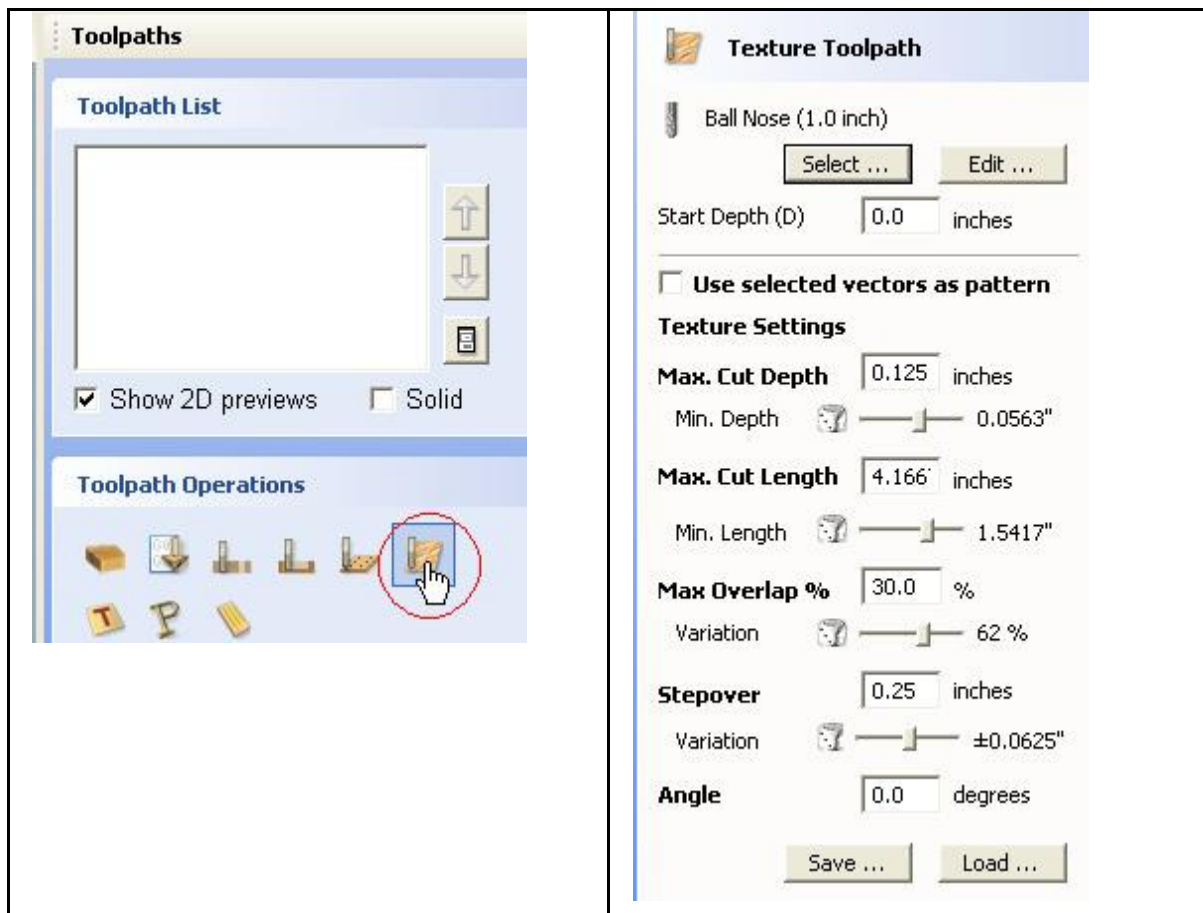 Toolpaths
Toolpath List
Show 2D previews Solid
Toolpath Operations
Texture Toolpath
Ball Nose (1.0 inch)
Select ... Edit ...
Start Depth (D) 0.0 inches
Use selected vectors as pattern
Texture Settings
Max. Cut Depth 0.125 inches
Min. Depth 0.0563"
Max. Cut Length 4.166 inches
Min. Length 1.5417"
Max Overlap % 30.0 %
Variation 62 %
Stepover 0.25 inches
Variation ±0.0625"
Angle 0.0 degrees
Save ... Load ...